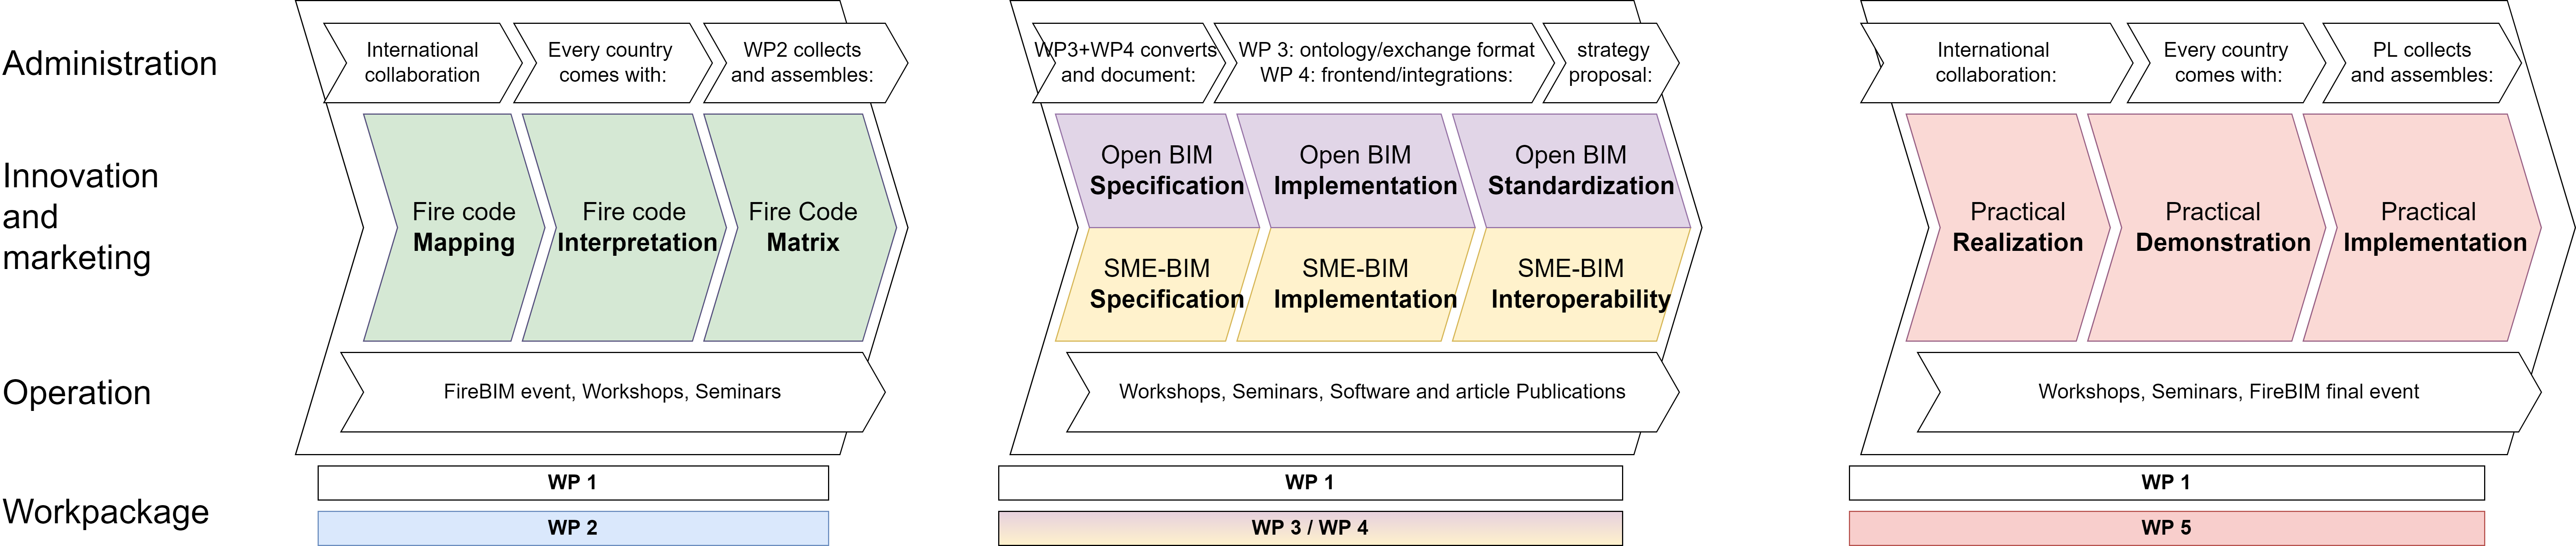 Administration
International
collaboration
Every country
comes with:
WP2 collects
and assembles:
WP3+WP4 converts
and document:
WP 3: ontology/exchange format
WP 4: frontend/integrations:
strategy
proposal:
International
collaboration:
Every country
comes with:
PL collects
and assembles:
Innovation
and
marketing
Fire code
Mapping
Fire code
Interpretation
Fire Code
Matrix
Open BIM
Specification
Open BIM
Implementation
Open BIM
Standardization
SME-BIM
Specification
SME-BIM
Implementation
SME-BIM
Interoperability
Practical
Realization
Practical
Demonstration
Practical
Implementation
Operation
FireBIM event, Workshops, Seminars
Workshops, Seminars, Software and article Publications
Workshops, Seminars, FireBIM final event
Workpackage
WP 1
WP 2
WP 1
WP 3 / WP 4
WP 1
WP 5